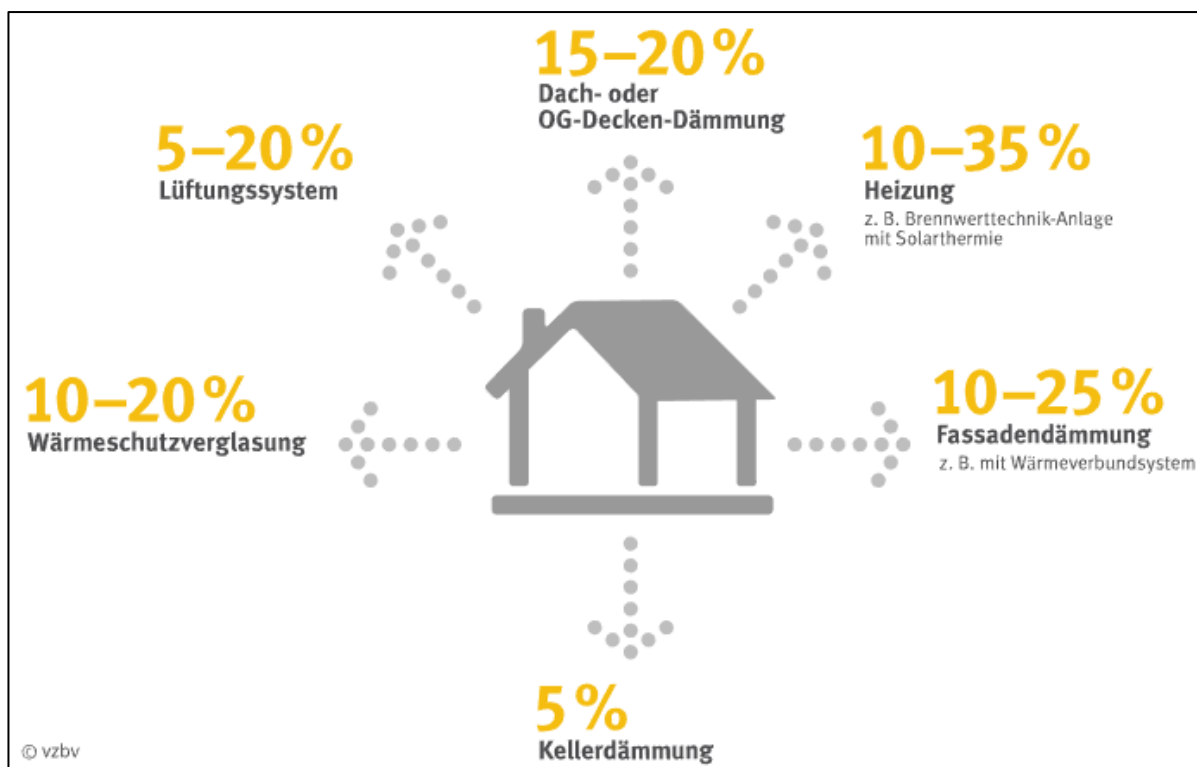 15–20 %
Dach- oder
OG-Decken-Dämmung
5–20 %
Lüftungssystem
10–35 %
Heizung
z. B. Brennwerttechnik-Anlage
mit Solarthermie
10–20 %
Wärmeschutzverglasung
10–25 %
Fassadendämmung
z. B. mit Wärmeverbundsystem
5 %
Kellerdämmung
© vzbv